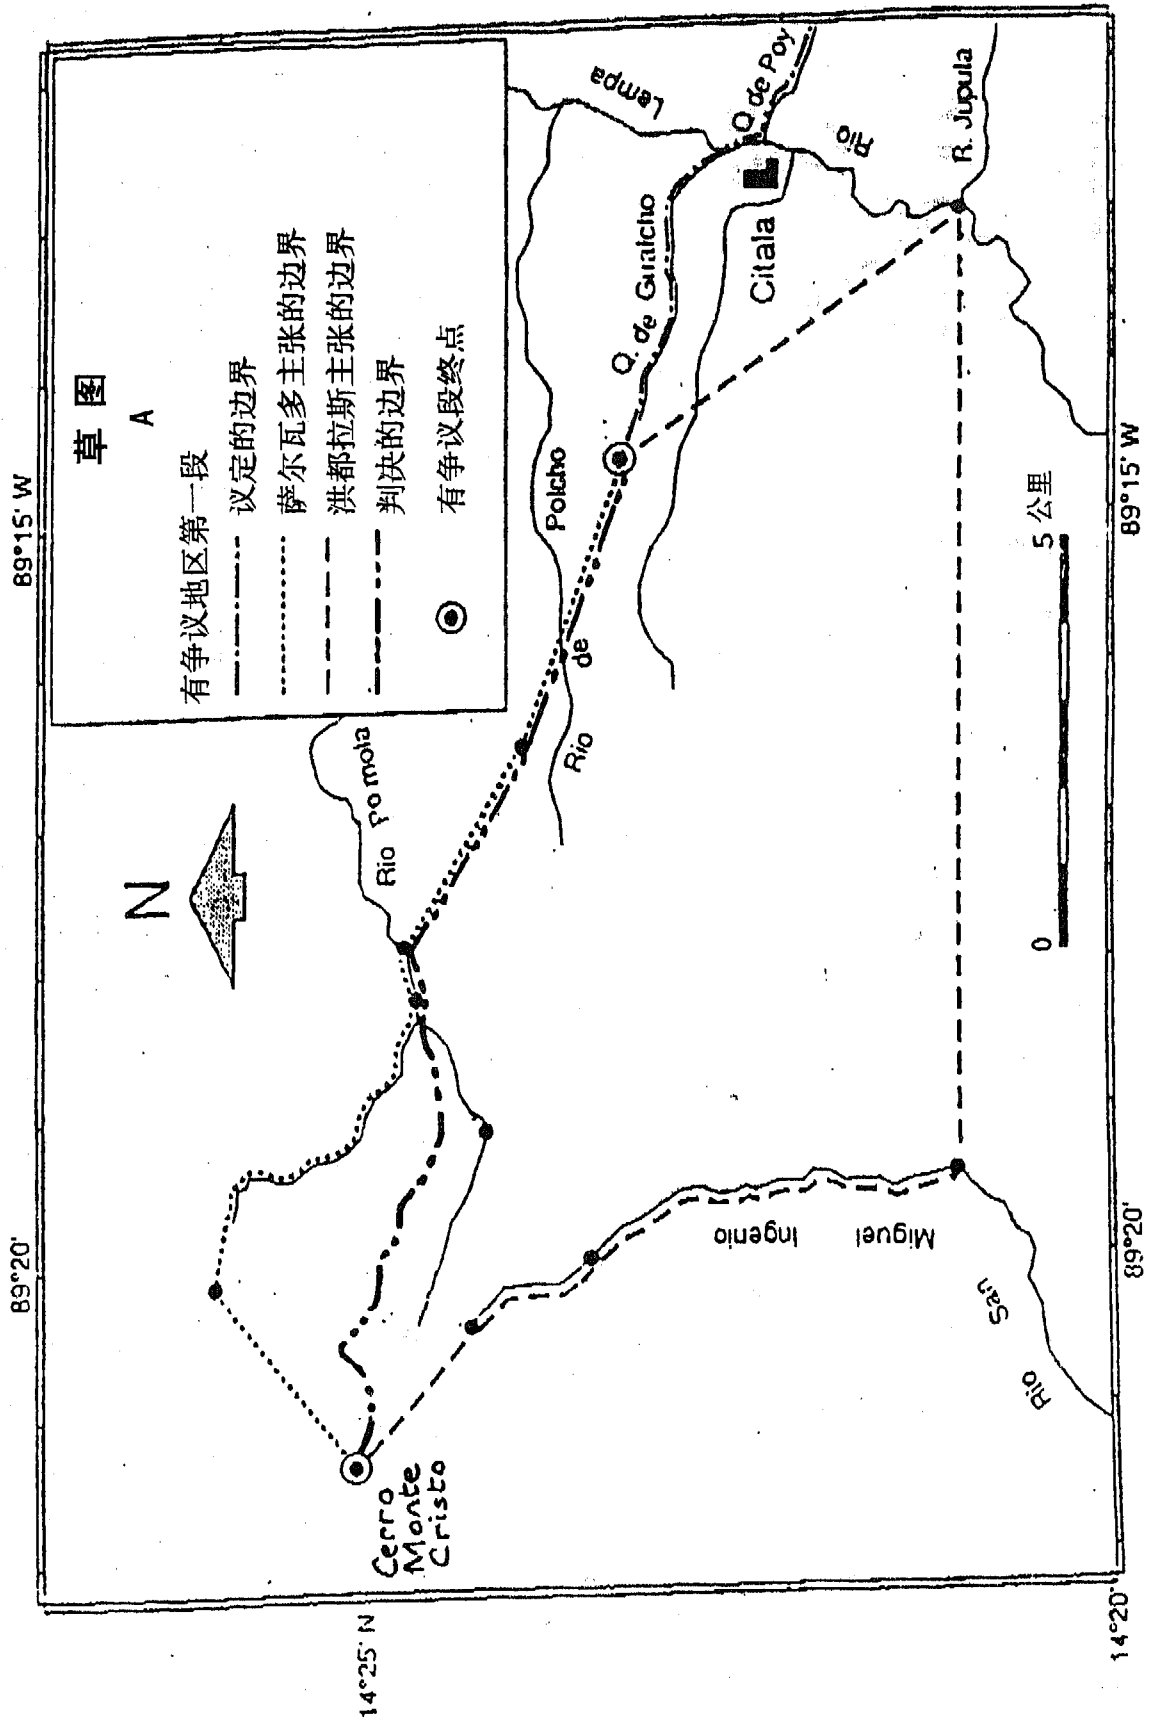 草图
A
有争议地区第一段
议定的边界
萨尔瓦多主张的边界
洪都拉斯主张的边界
判决的边界
有争议段终点
89°20'
89°15' W
14°25' N
14°20'
89°20'
89°15' W
N
Cerro
Monte
Cristo
Rio Pomola
Rio de Polcho
Q. de Gualcho
Q de Poy
Lempa
Rio
Citala
R. Jupula
Ingenio
Miguel
San
Rio
0
5 公里